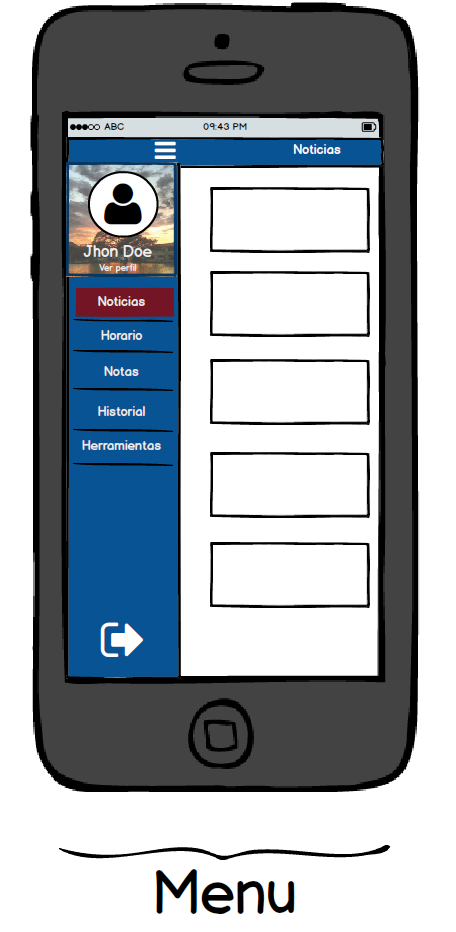 ABC 09:43 PM
Noticias
Jhon Doe
Ver perfil
Noticias
Horario
Notas
Historial
Herramientas
Menu